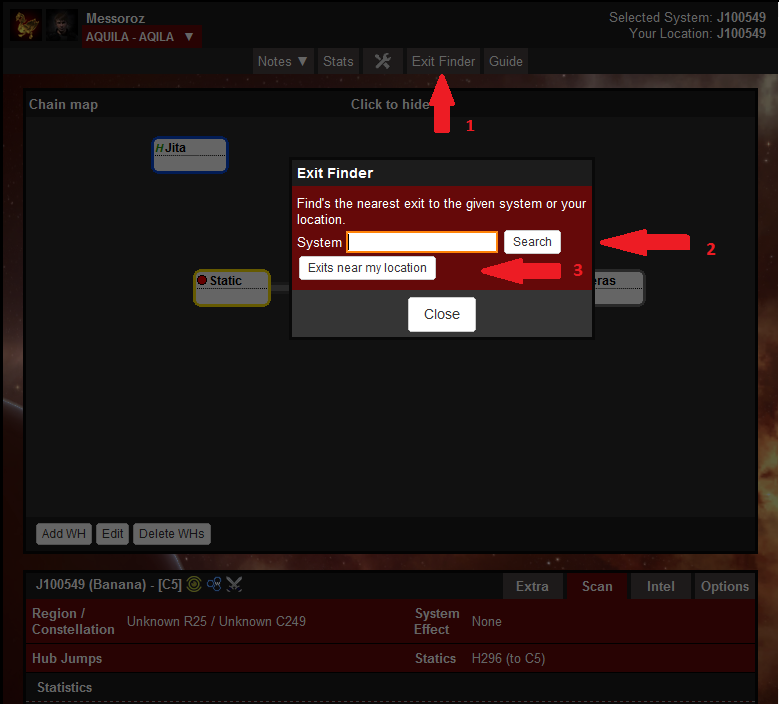 Messoroz
AQUILA - AQILA ▼
Selected System: J100549
Your Location: J100549
Notes ▼ Stats Exit Finder Guide
1
Chain map Click to hide
H Jita
Exit Finder
Find's the nearest exit to the given system or your
location.
System Search
2
Exits near my location
3
Static
eras
Close
Add WH Edit Delete WHs
J100549 (Banana) - [C5]
Extra Scan Intel Options
Region / Constellation Unknown R25 / Unknown C249
System Effect None
Hub Jumps
Statics H296 (to C5)
Statistics